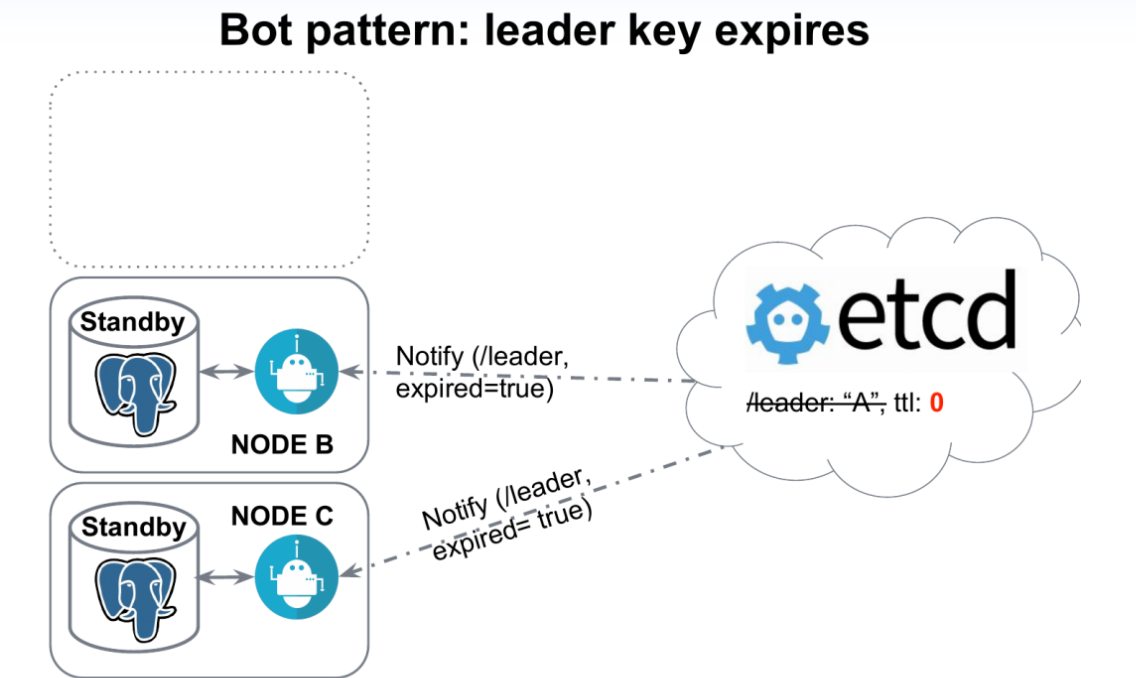 Bot pattern: leader key expires
Standby
Notify (/leader,
expired=true)
NODE B
etcd
/leader: “A”, ttl: 0
Standby
NODE C
Notify (/leader,
expired= true)